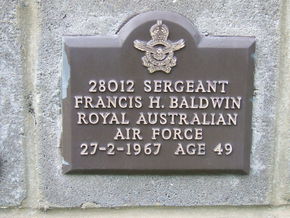 28012 SERGEANT
FRANCIS H. BALDWIN
ROYAL AUSTRALIAN
AIR FORCE
27-2-1967 AGE 49